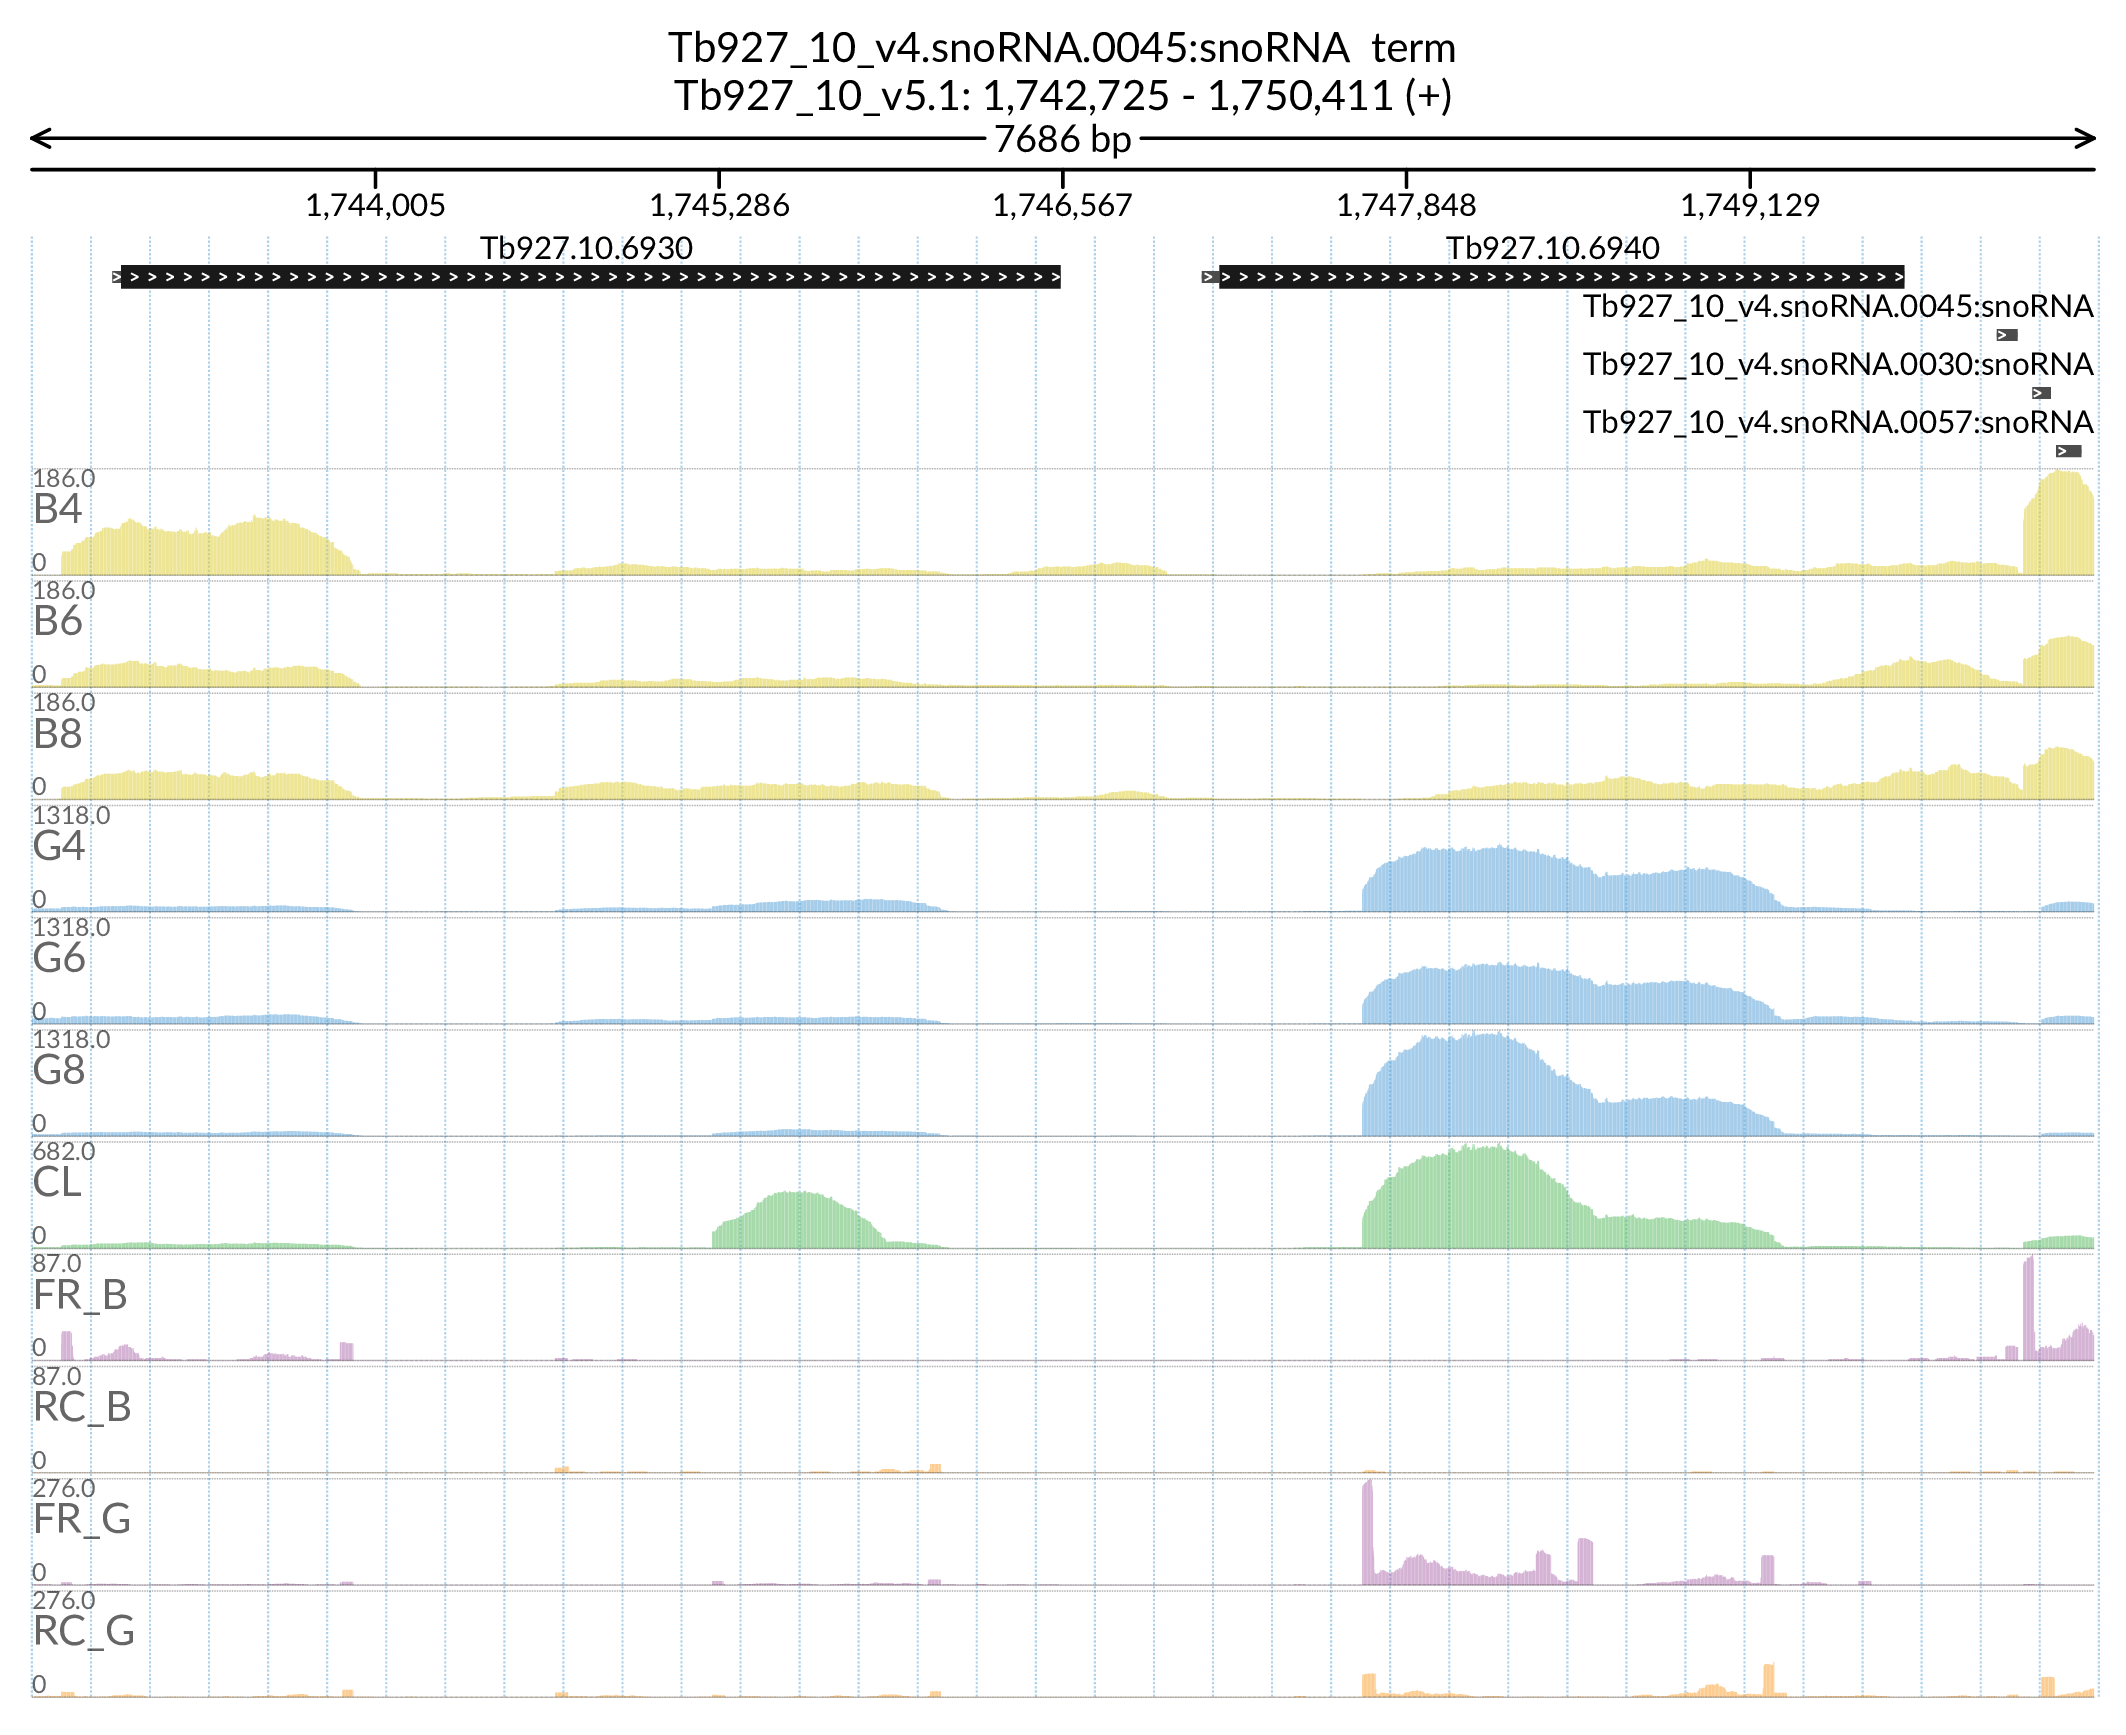 Tb927_10_v4.snoRNA.0045:snoRNA term
Tb927_10_v5.1: 1,742,725 - 1,750,411 (+)
7686 bp
1,744,005 1,745,286 1,746,567 1,747,848 1,749,129
Tb927.10.6930 Tb927.10.6940
Tb927_10_v4.snoRNA.0045:snoRNA
Tb927_10_v4.snoRNA.0030:snoRNA
Tb927_10_v4.snoRNA.0057:snoRNA
186.0
B4
0
186.0
B6
0
186.0
B8
0
1318.0
G4
0
1318.0
G6
0
1318.0
G8
0
682.0
CL
0
87.0
FR_B
0
87.0
RC_B
0
276.0
FR_G
0
276.0
RC_G
0